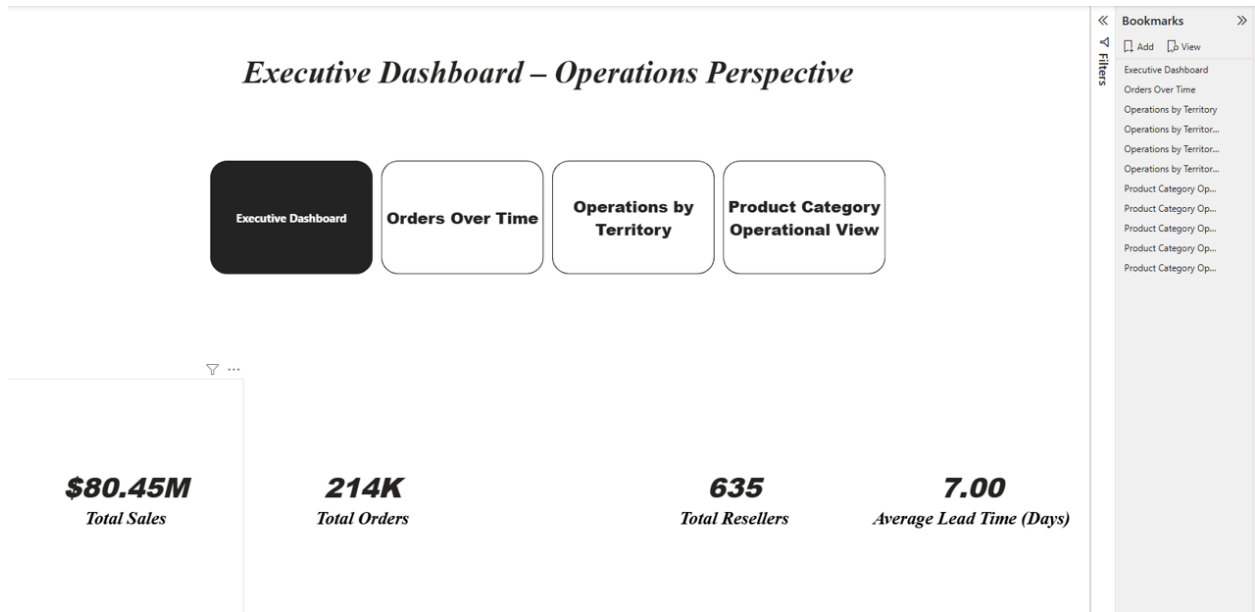 Executive Dashboard – Operations Perspective
Executive Dashboard
Orders Over Time
Operations by
Territory
Product Category
Operational View
$80.45M
Total Sales
214K
Total Orders
635
Total Resellers
7.00
Average Lead Time (Days)
Filters
Bookmarks
Add View
Executive Dashboard
Orders Over Time
Operations by Territory
Operations by Territor...
Operations by Territor...
Operations by Territor...
Product Category Op...
Product Category Op...
Product Category Op...
Product Category Op...
Product Category Op...